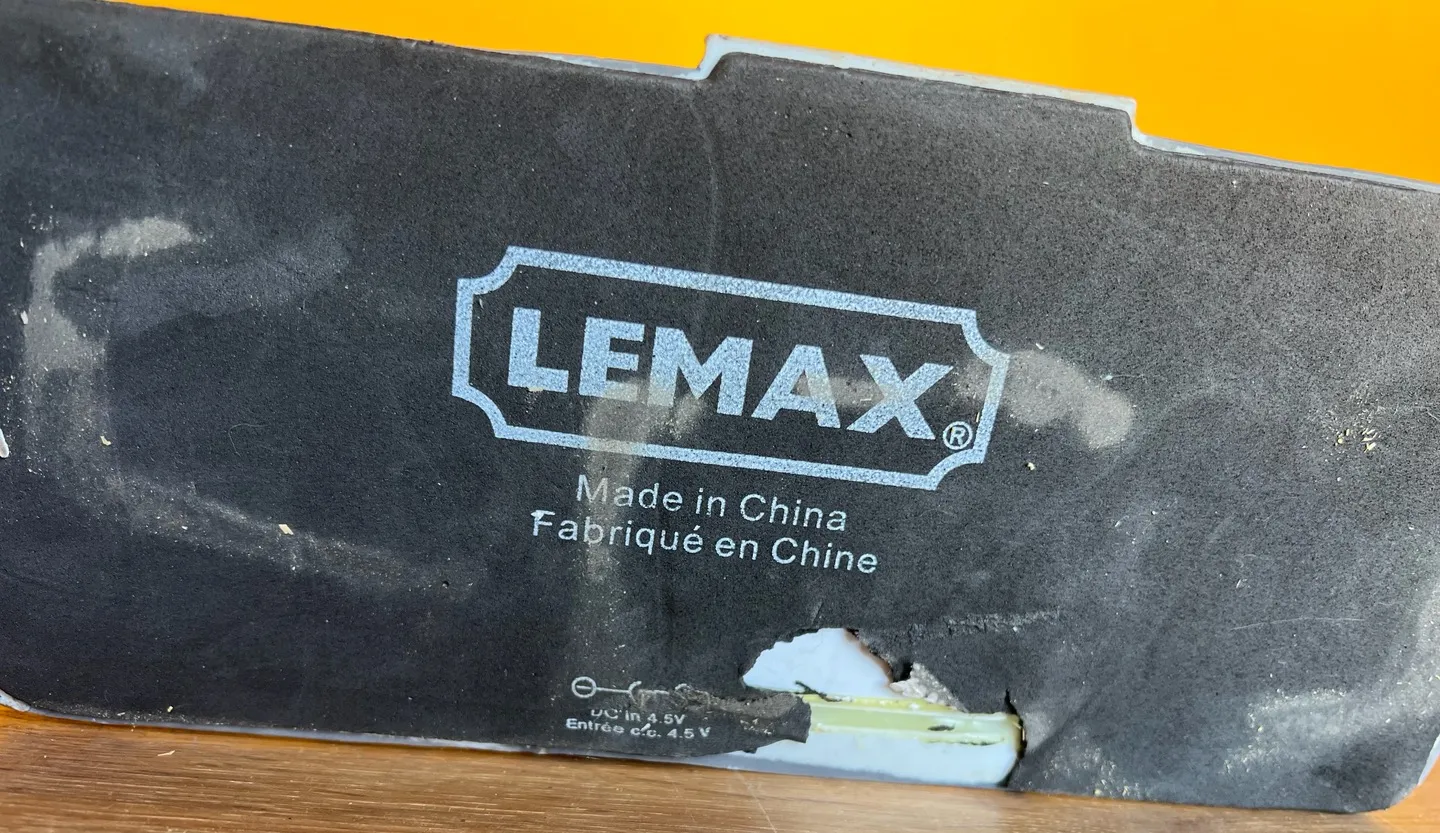 LEMAX®
Made in China
Fabriqué en Chine
DC in 4.5V
Entrée c.c. 4.5 V